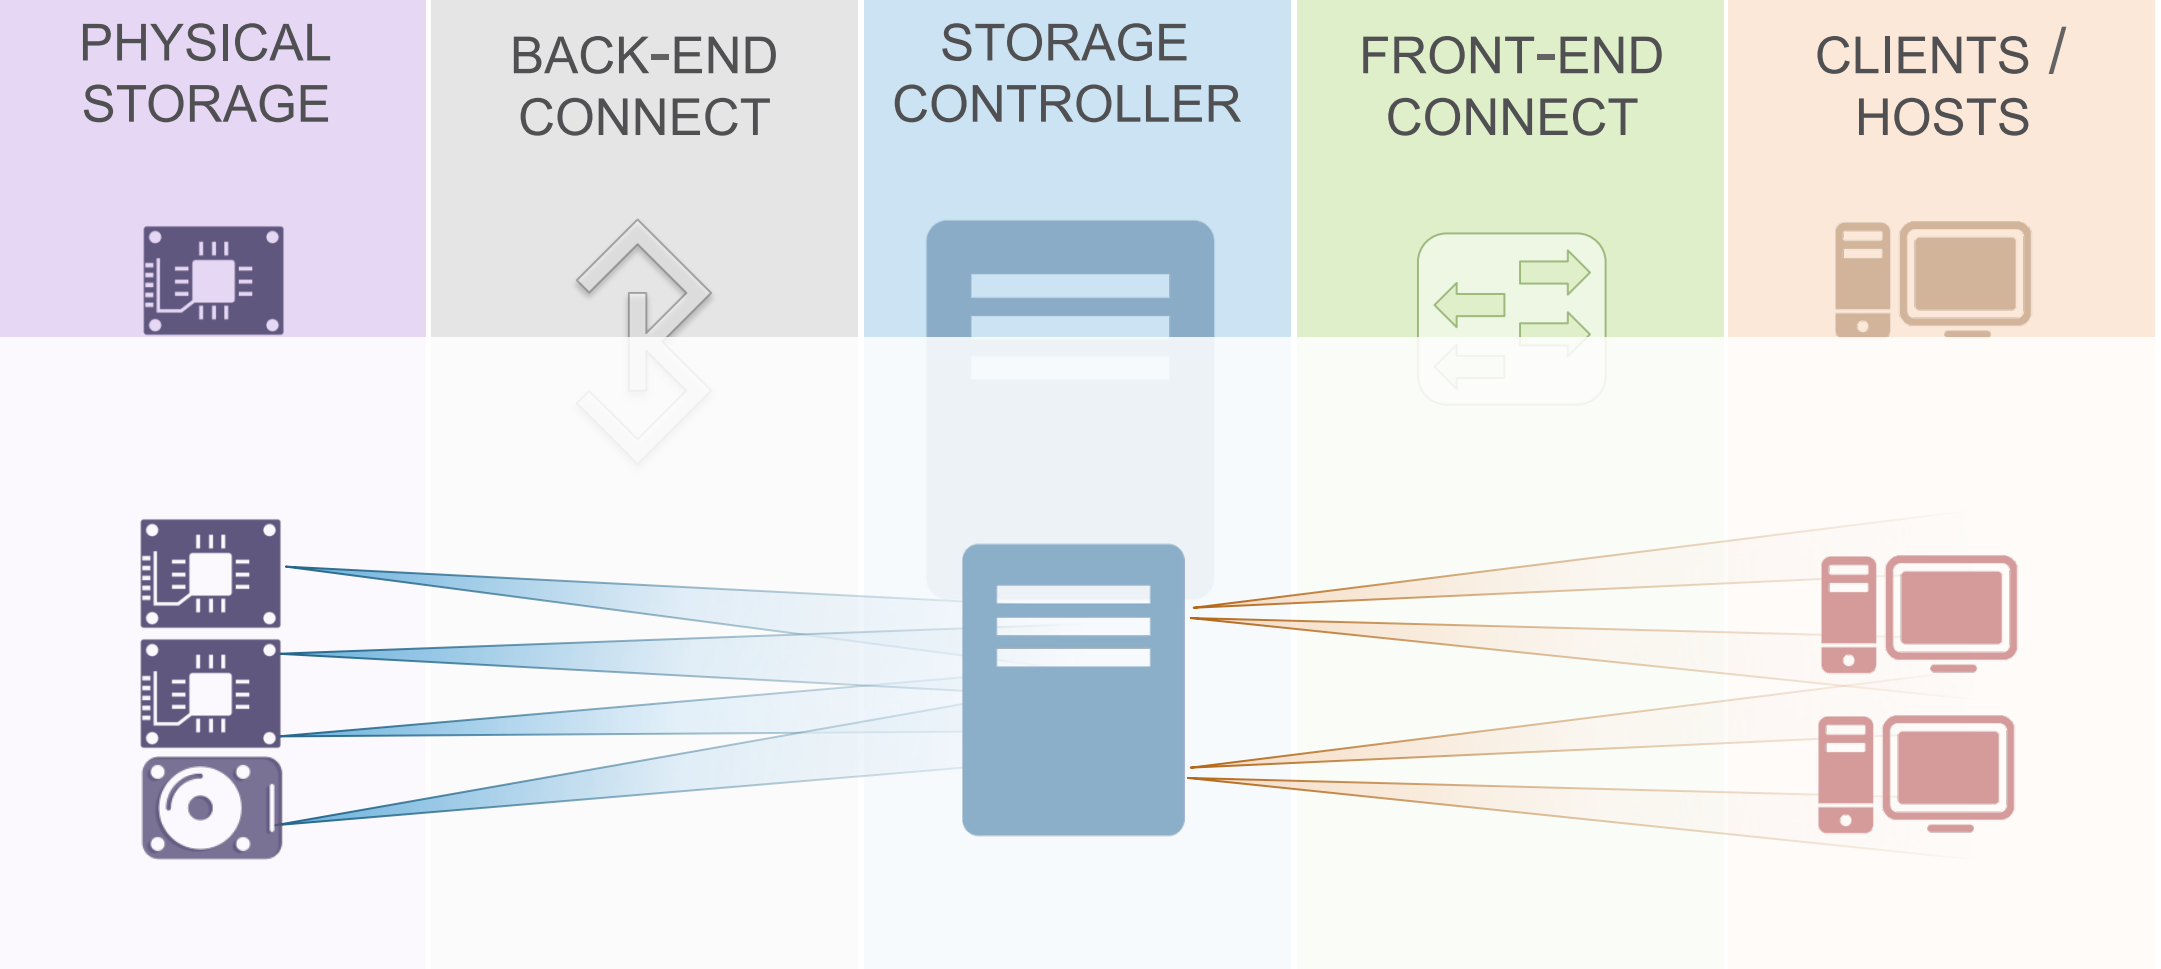 PHYSICAL
STORAGE
BACK-END
CONNECT
STORAGE
CONTROLLER
FRONT-END
CONNECT
CLIENTS /
HOSTS